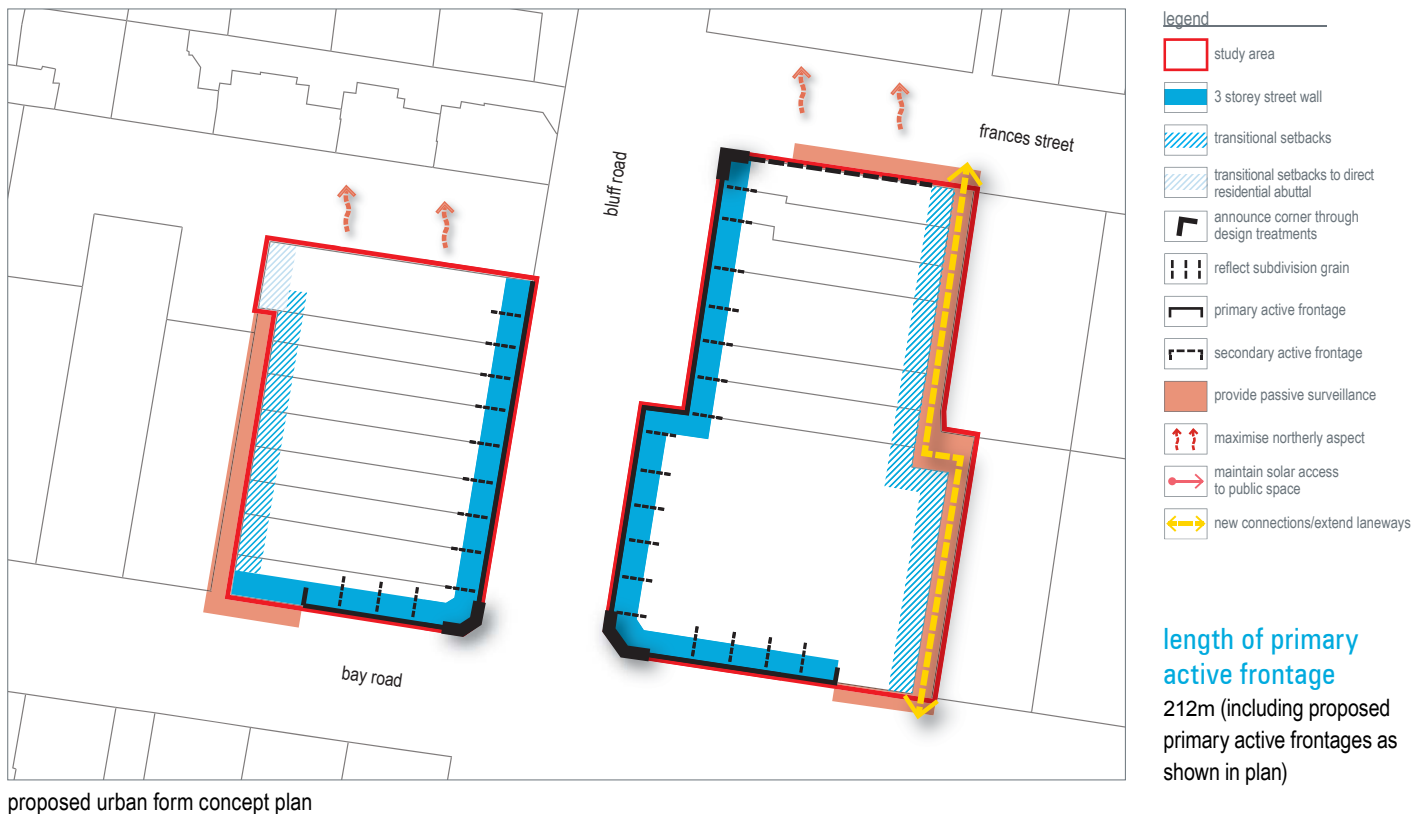 frances street
bluff road
bay road
proposed urban form concept plan
legend
study area
3 storey street wall
transitional setbacks
transitional setbacks to direct
residential abuttal
announce corner through
design treatments
reflect subdivision grain
primary active frontage
secondary active frontage
provide passive surveillance
maximise northerly aspect
maintain solar access
to public space
new connections/extend laneways
length of primary
active frontage
212m (including proposed
primary active frontages as
shown in plan)